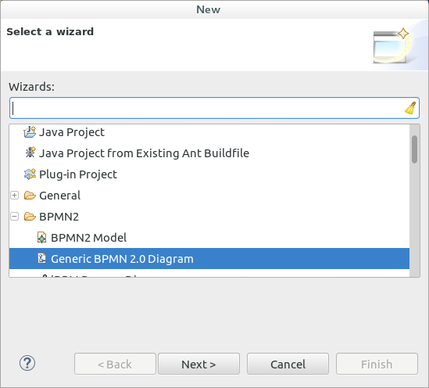 New
Select a wizard
Wizards:
Java Project
Java Project from Existing Ant Buildfile
Plug-in Project
General
BPMN2
BPMN2 Model
Generic BPMN 2.0 Diagram
< Back
Next >
Cancel
Finish